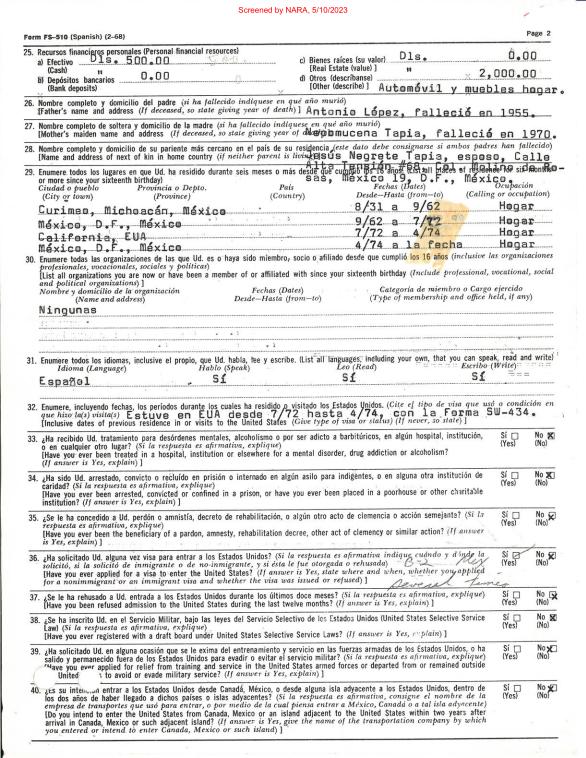 Screened by NARA, 5/10/2023
Form FS-510 (Spanish) (2-68)
Page 2
25. Recursos financieros personales (Personal financial resources)
a) Efectivo Dls. 500.00
(Cash)
c) Bienes raíces (su valor) Dls. 0.00
[Real Estate (value) ] "
b) Depósitos bancarios " 0.00
(Bank deposits)
d) Otros (descríbanse) 2,000.00
[Other (describe) ] Automóvil y muebles hogar.
26. Nombre completo y domicilio del padre (si ha fallecido indíquese en qué año murió)
[Father's name and address (If deceased, so state giving year of death) ] Antonio López, falleció en 1955.
27. Nombre completo de soltera y domicilio de la madre (si ha fallecido indíquese en qué año murió)
[Mother's maiden name and address (If deceased, so state giving year of death) Nepomucena Tapia, falleció en 1970.
28. Nombre completo y domicilio de su pariente más cercano en el país de su residencia (este dato debe consignarse si ambos padres han fallecido)
[Name and address of next of kin in home country (if neither parent is living) Jesús Negrete Tapia, esposo, Calle
Alta Tensión #68, Col. Molino de Ro-
29. Enumere todos los lugares en que Ud. ha residido durante seis meses o más desde que cumplió los 16 años. (List all places of residence for six months
or more since your sixteenth birthday) sas, México 19, D.F., México.
Ciudad o pueblo Provincia o Depto. País Fechas (Dates) Ocupación
(City or town) (Province) (Country) Desde-Hasta (from-to) (Calling or occupation)
Curimeo, Michoacán, México 8/31 a 9/62 Hogar
México, D.F., México 9/62 a 7/72 Hogar
California, EUA 7/72 a 4/74 Hogar
México, D.F., México 4/74 a la fecha Hogar
30. Enumere todas las organizaciones de las que Ud. es o haya sido miembro, socio o afiliado desde que cumplió los 16 años (inclusive las organizaciones
profesionales, vocacionales, sociales y políticas)
[List all organizations you are now or have been a member of or affiliated with since your sixteenth birthday (Include professional, vocational, social
and political organizations) ]
Nombre y domicilio de la organización Fechas (Dates) Categoría de miembro o Cargo ejercido
(Name and address) Desde-Hasta (from-to) (Type of membership and office held, if any)
Ningunas
31. Enumere todos los idiomas, inclusive el propio, que Ud. habla, lee y escribe. (List all languages, including your own, that you can speak, read and write)
Idioma (Language) Hablo (Speak) Leo (Read) Escribo (Write)
Español Sí Sí Sí
32. Enumere, incluyendo fechas, los períodos durante los cuales ha residido o visitado los Estados Unidos. (Cite el tipo de visa que usó o condición en
que hizo la(s) visita(s) Estuve en EUA desde 7/72 hasta 4/74, con la Forma SW-434.
[Inclusive dates of previous residence in or visits to the United States (Give type of visa or status) (If never, so state) ]
33. ¿Ha recibido Ud. tratamiento para desórdenes mentales, alcoholismo o por ser adicto a barbitúricos, en algún hospital, institución,
o en cualquier otro lugar? (Si la respuesta es afirmativa, explique)
[Have you ever been treated in a hospital, institution or elsewhere for a mental disorder, drug addiction or alcoholism?
(If answer is Yes, explain) ]
Sí No
(Yes) (No)
34. ¿Ha sido Ud. arrestado, convicto o recluído en prisión o internado en algún asilo para indigentes, o en alguna otra institución de
caridad? (Si la respuesta es afirmativa, explique)
[Have you ever been arrested, convicted or confined in a prison, or have you ever been placed in a poorhouse or other charitable
institution? (If answer is Yes, explain) ]
Sí No
(Yes) (No)
35. ¿Se le ha concedido a Ud. perdón o amnistía, decreto de rehabilitación, o algún otro acto de clemencia o acción semejante? (Si la
respuesta es afirmativa, explique)
[Have you ever been the beneficiary of a pardon, amnesty, rehabilitation decree, other act of clemency or similar action? (If answer
is Yes, explain) ]
Sí No
(Yes) (No)
36. ¿Ha solicitado Ud. alguna vez visa para entrar a los Estados Unidos? (Si la respuesta es afirmativa indique cuándo y dónde la
solicitó, si la solicitó de inmigrante o de no-inmigrante, y si ésta le fue otorgada o rehusada) B-2 Mex
[Have you ever applied for a visa to enter the United States? (If answer is Yes, state where and when, whether you applied
for a nonimmigrant or an immigrant visa and whether the visa was issued or refused) ] Several times
Sí No
(Yes) (No)
37. ¿Se le ha rehusado a Ud. entrada a los Estados Unidos durante los últimos doce meses? (Si la respuesta es afirmativa, explique)
[Have you been refused admission to the United States during the last twelve months? (If answer is Yes, explain) ]
Sí No
(Yes) (No)
38. ¿Se ha inscrito Ud. en el Servicio Militar, bajo las leyes del Servicio Selectivo de los Estados Unidos (United States Selective Service
Law) (Si la respuesta es afirmativa, explique)
[Have you ever registered with a draft board under United States Selective Service Laws? (If answer is Yes, explain) ]
Sí No
(Yes) (No)
39. ¿Ha solicitado Ud. en alguna ocasión que se le exima del entrenamiento y servicio en las fuerzas armadas de los Estados Unidos, o ha
salido y permanecido fuera de los Estados Unidos para evadir o evitar el servicio militar? (Si la respuesta es afirmativa, explique)
[Have you ever applied for relief from training and service in the United States armed forces or departed from or remained outside
United to avoid or evade military service? (If answer is Yes, explain) ]
Sí No
(Yes) (No)
40. ¿Es su intención entrar a los Estados Unidos desde Canadá, México, o desde alguna isla adyacente a los Estados Unidos, dentro de
los dos años de haber llegado a dichos países o islas adyacentes? (Si la respuesta es afirmativa, consigne el nombre de la
empresa de transportes que usó para entrar, o por medio de la cual piensa entrar a México, Canadá o a tal isla adyacente)
[Do you intend to enter the United States from Canada, Mexico or an island adjacent to the United States within two years after
arrival in Canada, Mexico or such adjacent island? (If answer is Yes, give the name of the transportation company by which
you entered or intend to enter Canada, Mexico or such island) ]
Sí No
(Yes) (No)